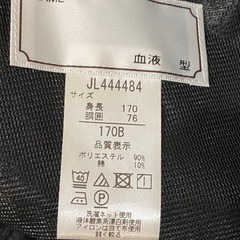 NAME
血液 型
JL444484
サイズ
身長 170
胴囲 76
170B
品質表示
ポリエステル 90%
綿 10%
40
洗濯ネット使用
液体酸素系漂白剤使用
アイロンは当て布使用
弱く絞る